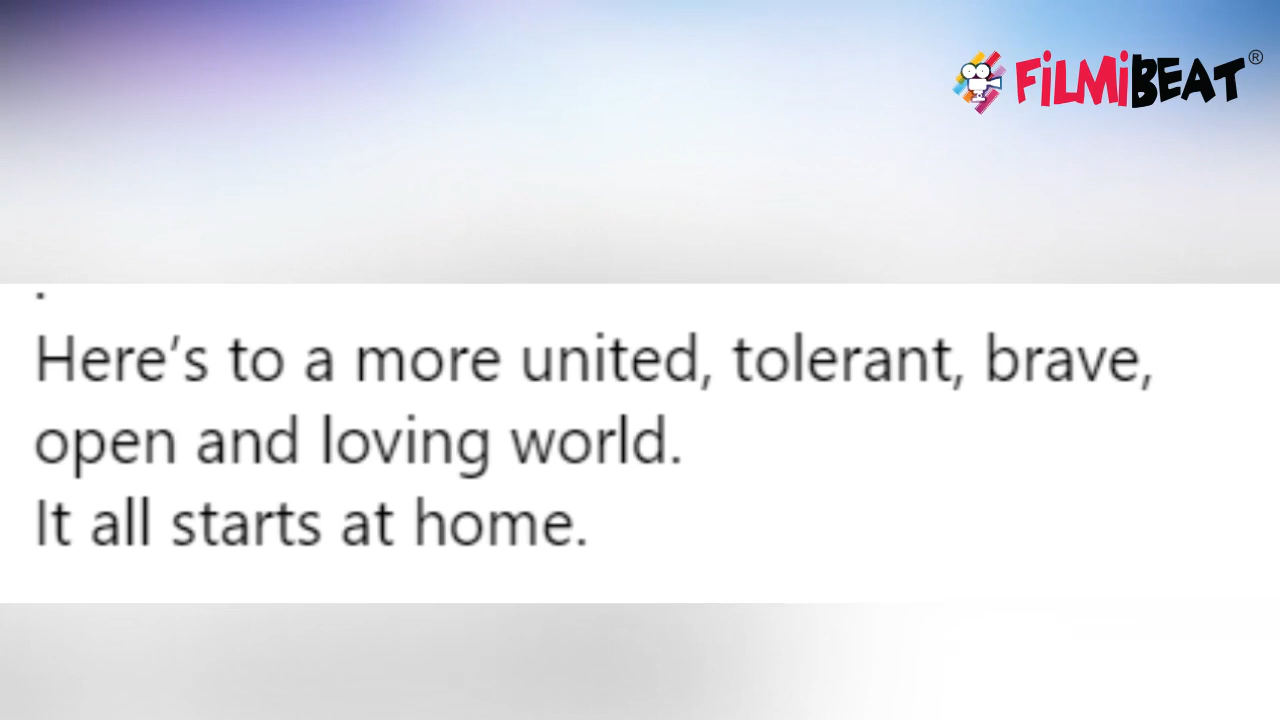 FiLMiBEAT®
.
Here’s to a more united, tolerant, brave,
open and loving world.
It all starts at home.